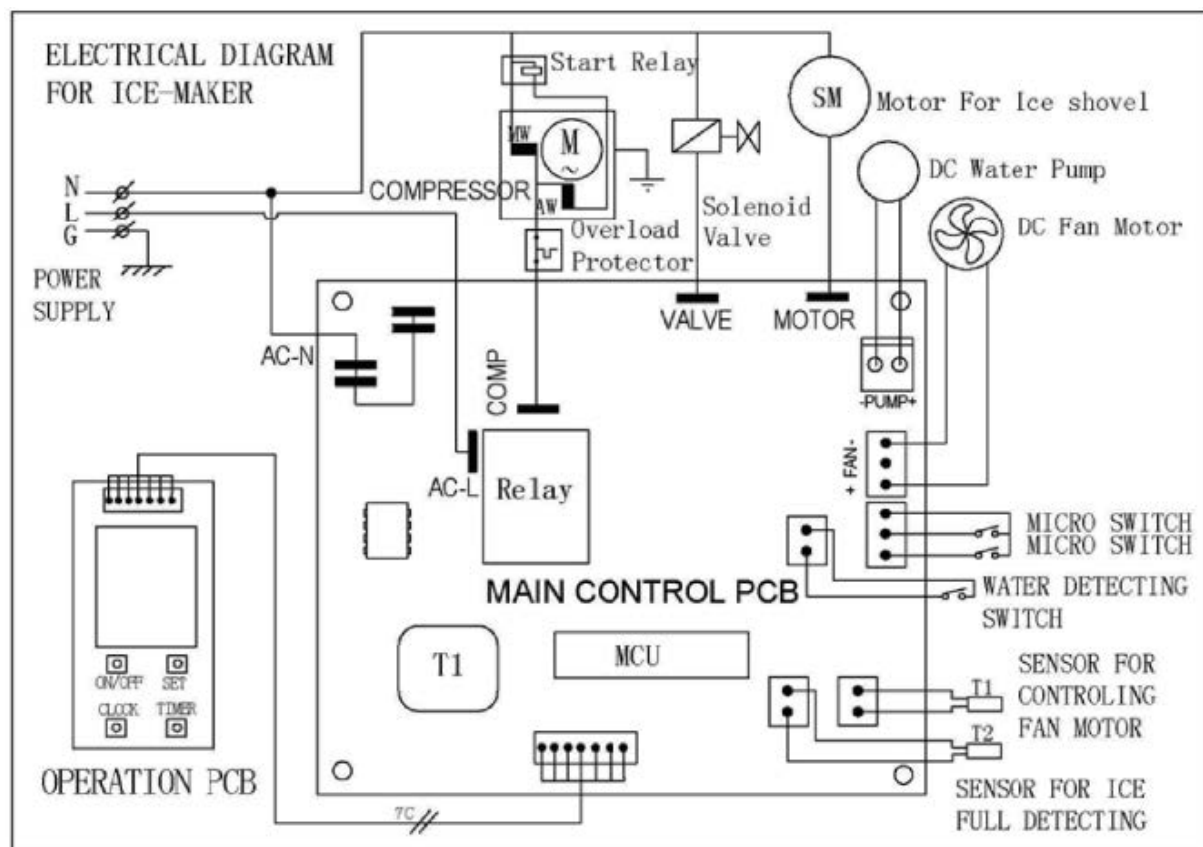 ELECTRICAL DIAGRAM
FOR ICE-MAKER
Start Relay
SM
Motor For Ice shovel
MW
M
~
AW
COMPRESSOR
N
L
G
POWER
SUPPLY
Overload
Protector
Solenoid
Valve
DC Water Pump
DC Fan Motor
VALVE
MOTOR
AC-N
COMP
-PUMP+
+ FAN-
AC-L
Relay
MICRO SWITCH
MICRO SWITCH
WATER DETECTING
SWITCH
MAIN CONTROL PCB
T1
MCU
ON/OFF
SET
CLOCK
TIMER
OPERATION PCB
7C
T1
SENSOR FOR
CONTROLING
FAN MOTOR
T2
SENSOR FOR ICE
FULL DETECTING